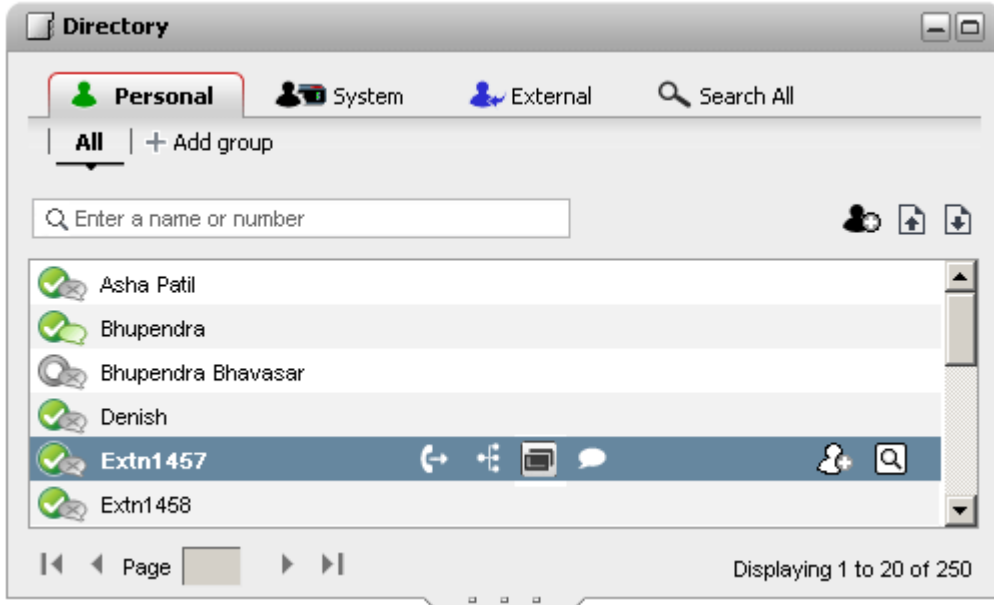 Directory
Personal System External Search All
All + Add group
Enter a name or number
Asha Patil
Bhupendra
Bhupendra Bhavasar
Denish
Extn1457
Extn1458
Page
Displaying 1 to 20 of 250